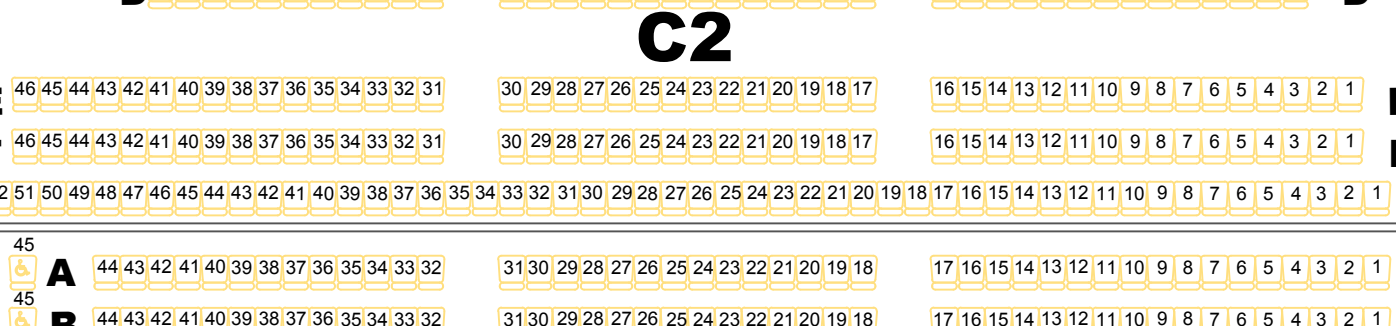 C2
46 45 44 43 42 41 40 39 38 37 36 35 34 33 32 31 30 29 28 27 26 25 24 23 22 21 20 19 18 17 16 15 14 13 12 11 10 9 8 7 6 5 4 3 2 1
46 45 44 43 42 41 40 39 38 37 36 35 34 33 32 31 30 29 28 27 26 25 24 23 22 21 20 19 18 17 16 15 14 13 12 11 10 9 8 7 6 5 4 3 2 1
2 51 50 49 48 47 46 45 44 43 42 41 40 39 38 37 36 35 34 33 32 31 30 29 28 27 26 25 24 23 22 21 20 19 18 17 16 15 14 13 12 11 10 9 8 7 6 5 4 3 2 1
45
A 44 43 42 41 40 39 38 37 36 35 34 33 32 31 30 29 28 27 26 25 24 23 22 21 20 19 18 17 16 15 14 13 12 11 10 9 8 7 6 5 4 3 2 1
45
B 44 43 42 41 40 39 38 37 36 35 34 33 32 31 30 29 28 27 26 25 24 23 22 21 20 19 18 17 16 15 14 13 12 11 10 9 8 7 6 5 4 3 2 1